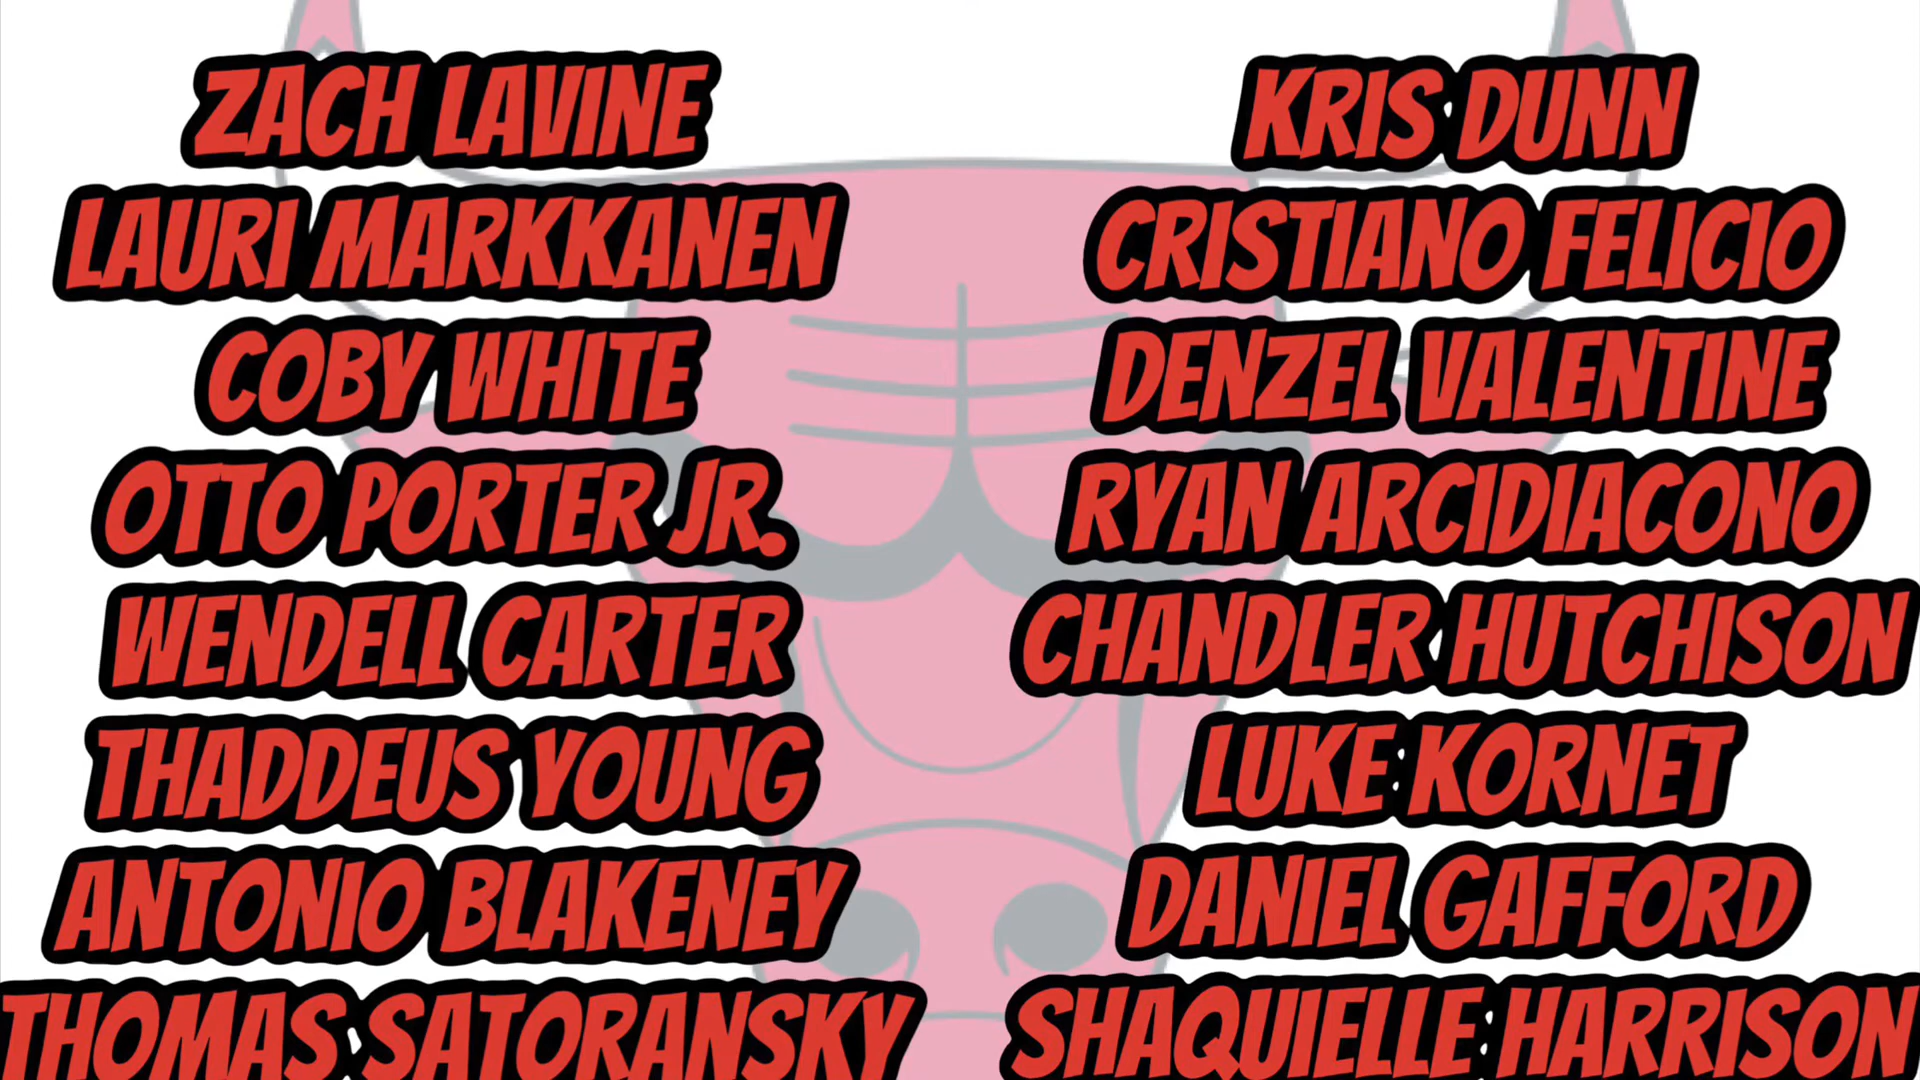 ZACH LAVINE
LAURI MARKKANEN
COBY WHITE
OTTO PORTER JR.
WENDELL CARTER
THADDEUS YOUNG
ANTONIO BLAKENEY
THOMAS SATORANSKY
KRIS DUNN
CRISTIANO FELICIO
DENZEL VALENTINE
RYAN ARCIDIACONO
CHANDLER HUTCHISON
LUKE KORNET
DANIEL GAFFORD
SHAQUIELLE HARRISON